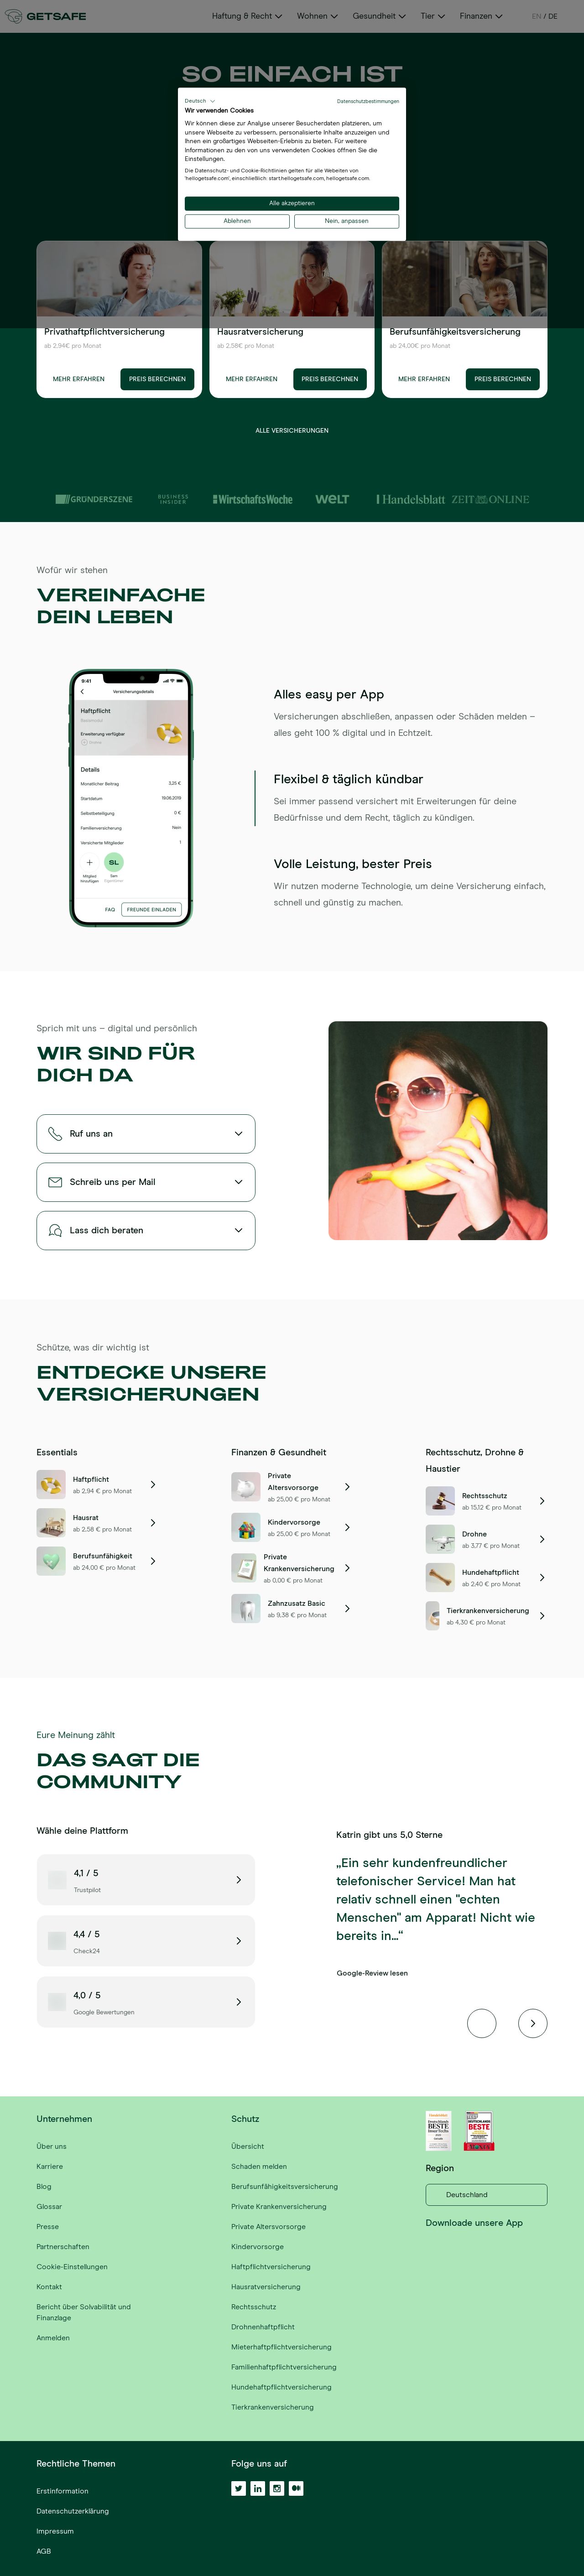 GETSAFE
Haftung & Recht
Wohnen
Gesundheit
Tier
Finanzen
EN / DE
SO EINFACH IST
Deutsch
Datenschutzbestimmungen
Wir verwenden Cookies
Wir können diese zur Analyse unserer Besucherdaten platzieren, um
unsere Webseite zu verbessern, personalisierte Inhalte anzuzeigen und
Ihnen ein großartiges Webseiten-Erlebnis zu bieten. Für weitere
Informationen zu den von uns verwendeten Cookies öffnen Sie die
Einstellungen.
Die Datenschutz- und Cookie-Richtlinien gelten für alle Webseiten von
'hellogetsafe.com', einschließlich: start.hellogetsafe.com, hellogetsafe.com.
Alle akzeptieren
Ablehnen
Nein, anpassen
Privathaftpflichtversicherung
ab 2,94€ pro Monat
MEHR ERFAHREN
PREIS BERECHNEN
Hausratversicherung
ab 2,58€ pro Monat
MEHR ERFAHREN
PREIS BERECHNEN
Berufsunfähigkeitsversicherung
ab 24,00€ pro Monat
MEHR ERFAHREN
PREIS BERECHNEN
ALLE VERSICHERUNGEN
GRÜNDERSZENE
BUSINESS
INSIDER
WirtschaftsWoche
WELT
Handelsblatt
ZEIT ONLINE
Wofür wir stehen
VEREINFACHE
DEIN LEBEN
9:41
Versicherungsdetails
Haftpflicht
Erweiterung verfügbar
Details
Monatlicher Beitrag
3,25 €
Startdatum
19.06.2019
Selbstbeteiligung
0 €
Familienversicherung
Nein
Versicherte Mitglieder
1
SL
Mitglied
hinzufügen
Sam
FAQ
FREUNDE EINLADEN
Alles easy per App
Versicherungen abschließen, anpassen oder Schäden melden –
alles geht 100 % digital und in Echtzeit.
Flexibel & täglich kündbar
Sei immer passend versichert mit Erweiterungen für deine
Bedürfnisse und dem Recht, täglich zu kündigen.
Volle Leistung, bester Preis
Wir nutzen moderne Technologie, um deine Versicherung einfach,
schnell und günstig zu machen.
Sprich mit uns – digital und persönlich
WIR SIND FÜR
DICH DA
Ruf uns an
Schreib uns per Mail
Lass dich beraten
Schütze, was dir wichtig ist
ENTDECKE UNSERE
VERSICHERUNGEN
Essentials
Haftpflicht
ab 2,94 € pro Monat
Hausrat
ab 2,58 € pro Monat
Berufsunfähigkeit
ab 24,00 € pro Monat
Finanzen & Gesundheit
Private
Altersvorsorge
ab 25,00 € pro Monat
Kindervorsorge
ab 25,00 € pro Monat
Private
Krankenversicherung
ab 0,00 € pro Monat
Zahnzusatz Basic
ab 9,38 € pro Monat
Rechtsschutz, Drohne &
Haustier
Rechtsschutz
ab 15,12 € pro Monat
Drohne
ab 3,77 € pro Monat
Hundehaftpflicht
ab 2,40 € pro Monat
Tierkrankenversicherung
ab 4,30 € pro Monat
Eure Meinung zählt
DAS SAGT DIE
COMMUNITY
Wähle deine Plattform
4,1 / 5
Trustpilot
4,4 / 5
Check24
4,0 / 5
Google Bewertungen
Katrin gibt uns 5,0 Sterne
„Ein sehr kundenfreundlicher
telefonischer Service! Man hat
relativ schnell einen "echten
Menschen" am Apparat! Nicht wie
bereits in...“
Google-Review lesen
Unternehmen
Über uns
Karriere
Blog
Glossar
Presse
Partnerschaften
Cookie-Einstellungen
Kontakt
Bericht über Solvabilität und
Finanzlage
Anmelden
Schutz
Übersicht
Schaden melden
Berufsunfähigkeitsversicherung
Private Krankenversicherung
Private Altersvorsorge
Kindervorsorge
Haftpflichtversicherung
Hausratversicherung
Rechtsschutz
Drohnenhaftpflicht
Mieterhaftpflichtversicherung
Familienhaftpflichtversicherung
Hundehaftpflichtversicherung
Tierkrankenversicherung
BESTE
BESTE
Region
Deutschland
Downloade unsere App
Rechtliche Themen
Erstinformation
Datenschutzerklärung
Impressum
AGB
Folge uns auf